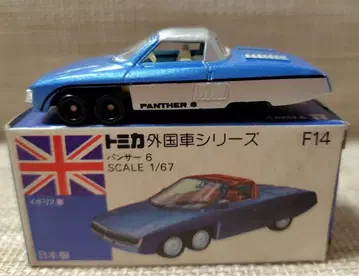 PANTHER 6
トミカ外国車シリーズ
F14
パンサー 6
SCALE 1/67
イギリス車
日本製